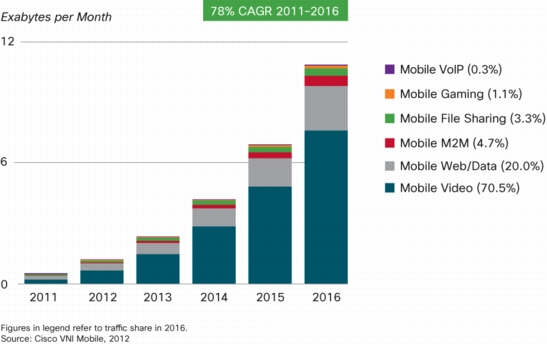 78% CAGR 2011–2016
Exabytes per Month
12
6
0
2011 2012 2013 2014 2015 2016
Mobile VoIP (0.3%)
Mobile Gaming (1.1%)
Mobile File Sharing (3.3%)
Mobile M2M (4.7%)
Mobile Web/Data (20.0%)
Mobile Video (70.5%)
Figures in legend refer to traffic share in 2016.
Source: Cisco VNI Mobile, 2012